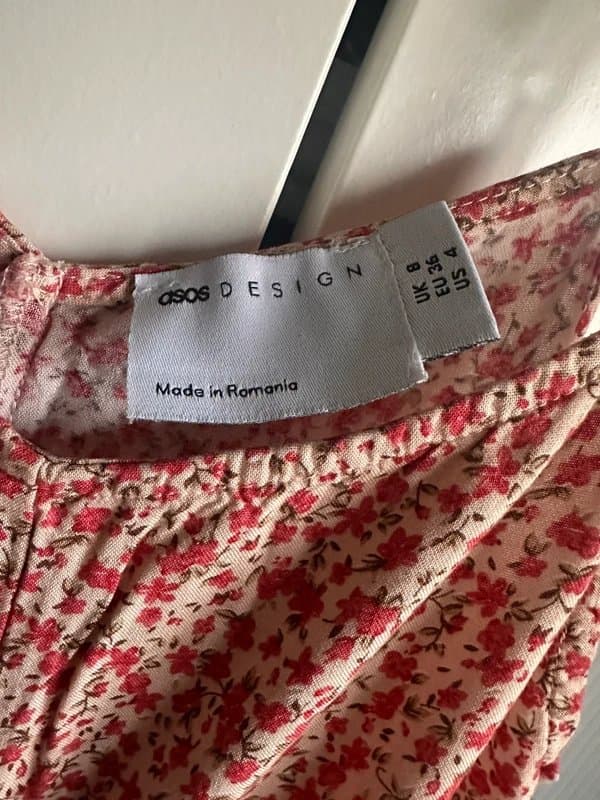 asos DESIGN
Made in Romania
UK 8
EU 36
US 4